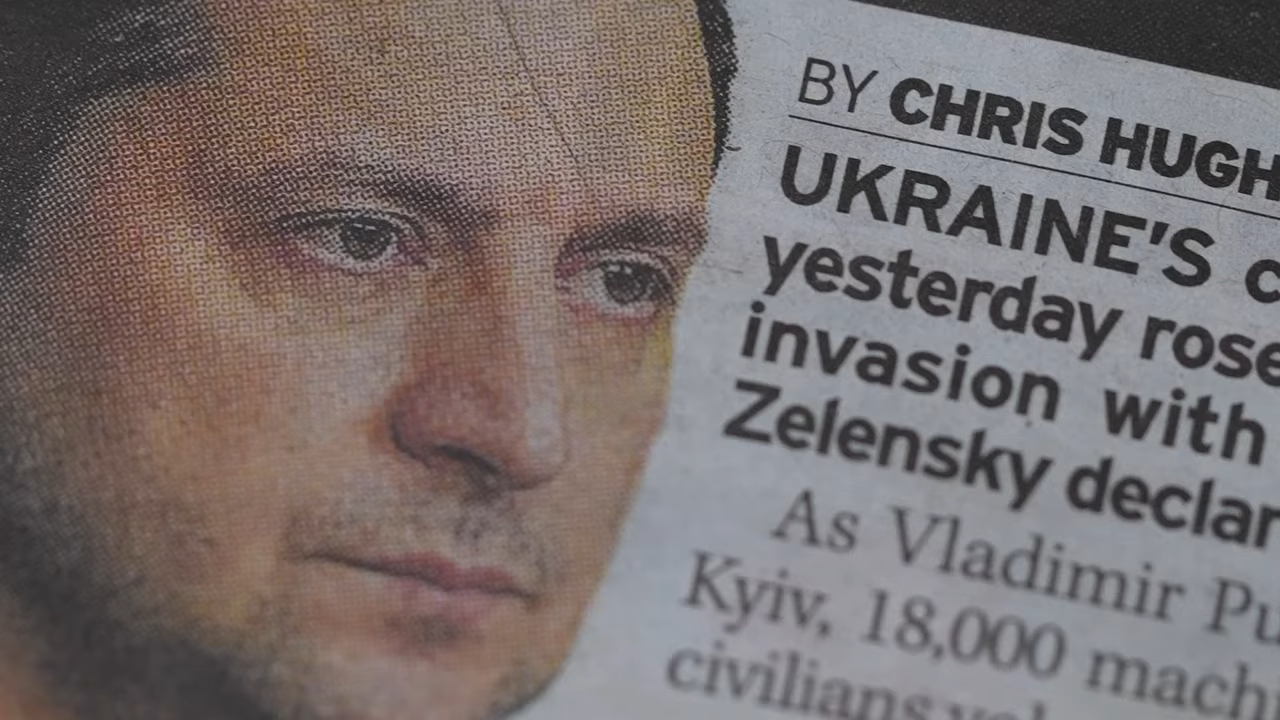 BY CHRIS HUGH
UKRAINE'S c
yesterday rose
invasion with
Zelensky declar
As Vladimir Pu
Kyiv, 18,000 mach
civilians